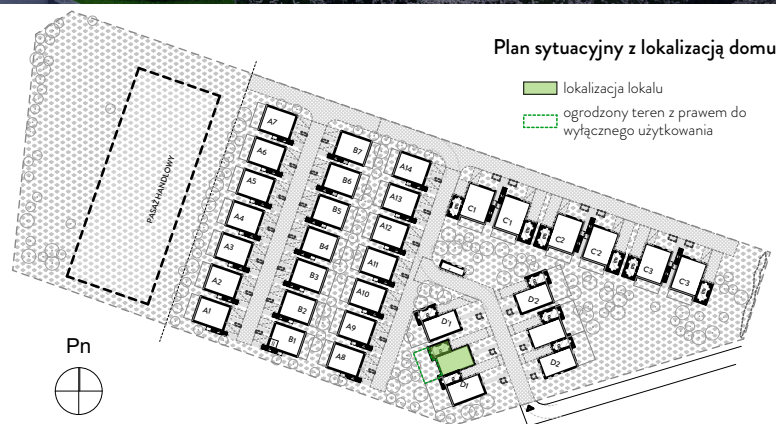 Plan sytuacyjny z lokalizacją domu
lokalizacja lokalu
ogrodzony teren z prawem do
wyłącznego użytkowania
PASAŻ HANDLOWY
A7
A6
A5
A4
A3
A2
A1
B7
B6
B5
B4
B3
B2
B1
A14
A13
A12
A11
A10
A9
A8
C1
C1
C2
C2
C3
C3
D1
D1
D2
D2
Pn